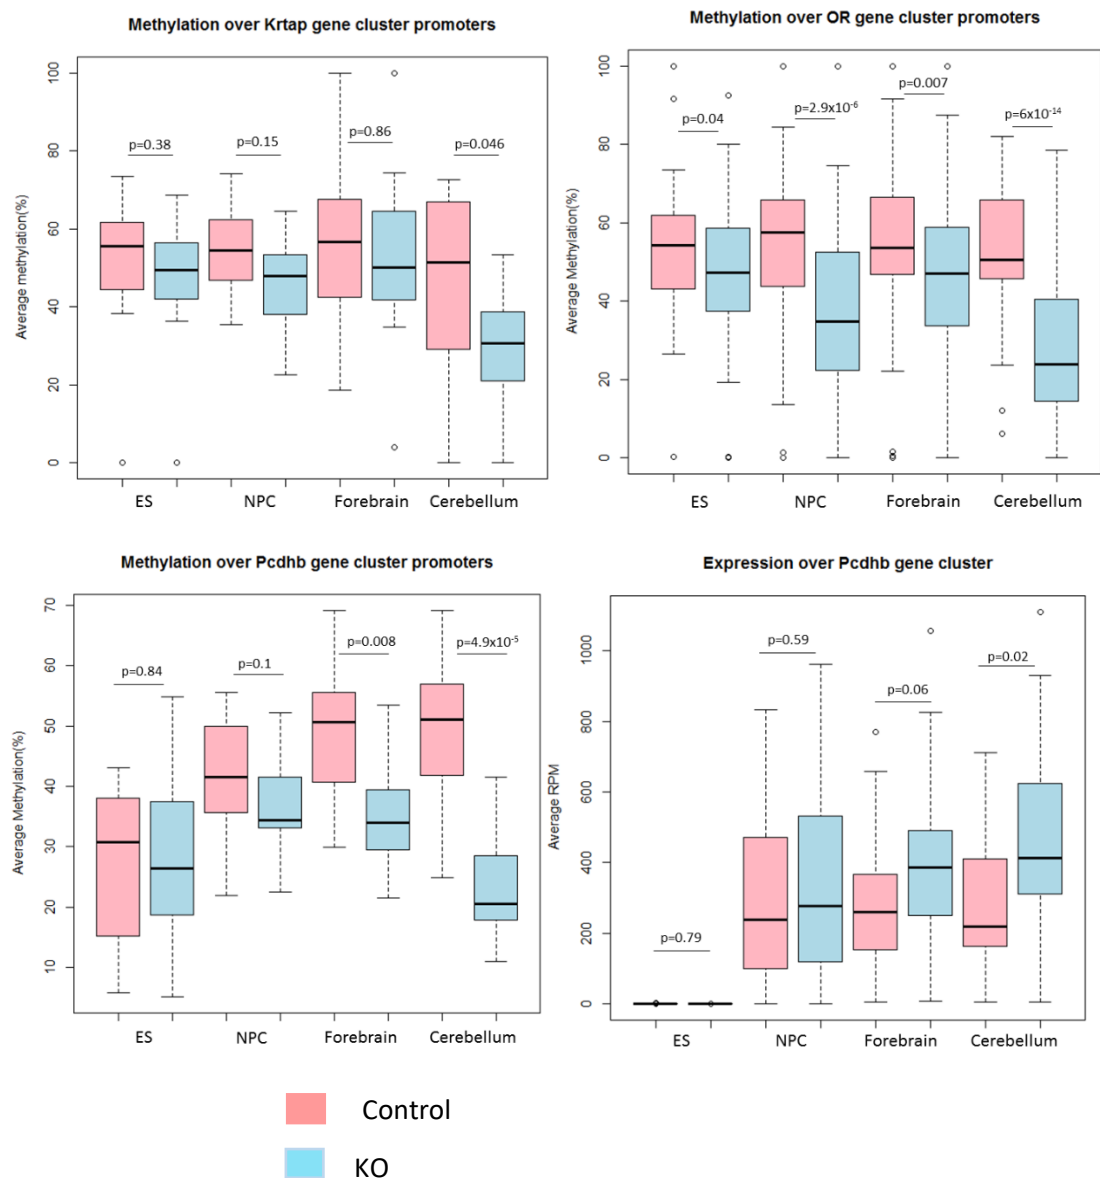 Methylation over Krtap gene cluster promoters
Average methylation(%)
100
80
60
40
20
0
p=0.38
p=0.15
p=0.86
p=0.046
ES
NPC
Forebrain
Cerebellum
Methylation over OR gene cluster promoters
Average Methylation(%)
100
80
60
40
20
0
p=0.04
p=2.9x10⁻⁶
p=0.007
p=6x10⁻¹⁴
ES
NPC
Forebrain
Cerebellum
Methylation over Pcdhb gene cluster promoters
Average Methylation(%)
70
60
50
40
30
20
10
p=0.84
p=0.1
p=0.008
p=4.9x10⁻⁵
ES
NPC
Forebrain
Cerebellum
Expression over Pcdhb gene cluster
Average RPM
1000
800
600
400
200
0
p=0.79
p=0.59
p=0.06
p=0.02
ES
NPC
Forebrain
Cerebellum
Control
KO